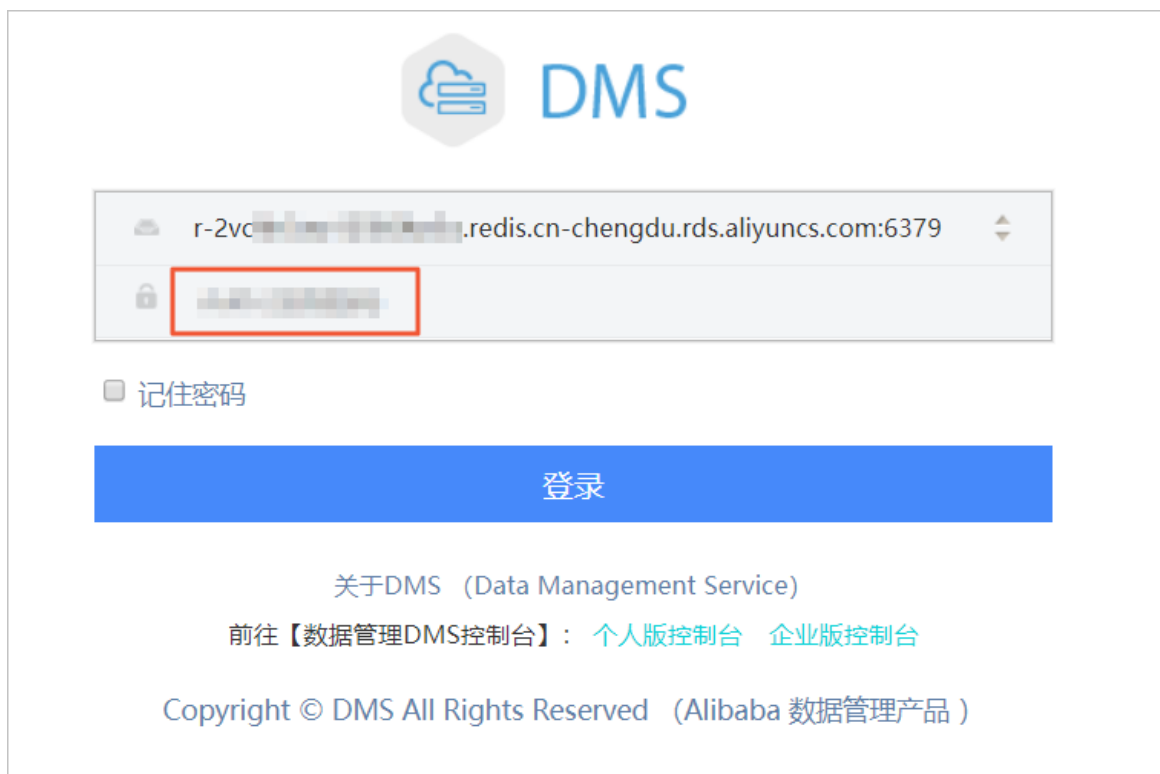 DMS
r-2vc .redis.cn-chengdu.rds.aliyuncs.com:6379
记住密码
登录
关于DMS （Data Management Service）
前往【数据管理DMS控制台】： 个人版控制台 企业版控制台
Copyright © DMS All Rights Reserved （Alibaba 数据管理产品 ）